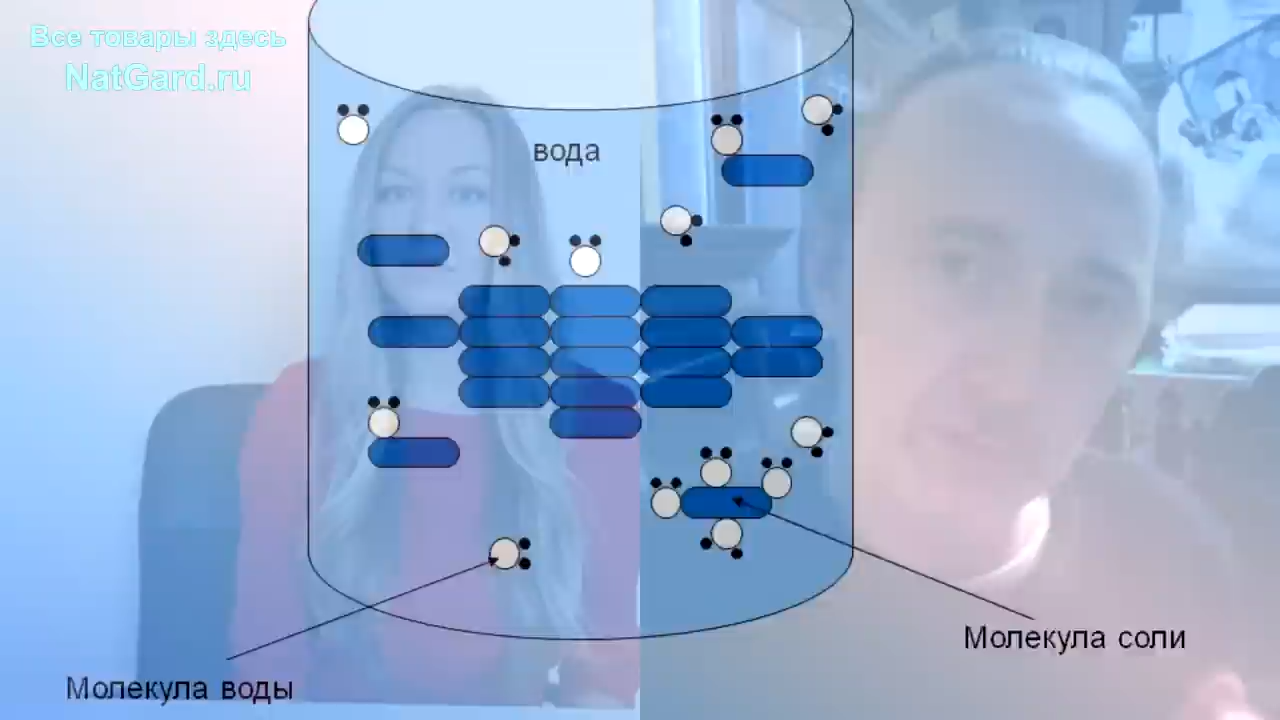 Все товары здесь
NatGard.ru
вода
Молекула соли
Молекула воды